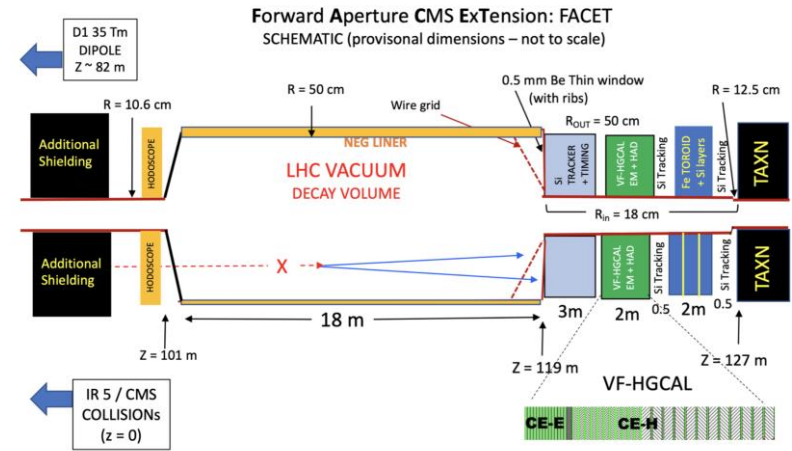 Forward Aperture CMS ExTension: FACET
SCHEMATIC (provisonal dimensions – not to scale)
D1 35 Tm
DIPOLE
Z ~ 82 m
R = 10.6 cm
R = 50 cm
Wire grid
0.5 mm Be Thin window
(with ribs)
R = 12.5 cm
ROUT = 50 cm
Additional
Shielding
HODOSCOPE
NEG LINER
LHC VACUUM
DECAY VOLUME
Si
TRACKER
+ TIMING
VF-HGCAL
EM + HAD
Si Tracking
Fe TOROID
+ Si layers
Si Tracking
TAXN
Rin = 18 cm
Additional
Shielding
HODOSCOPE
X
VF-HGCAL
EM + HAD
Si Tracking
Si Tracking
TAXN
18 m
3m
2m
0.5
2m
0.5
Z = 101 m
Z = 119 m
Z = 127 m
IR 5 / CMS
COLLISIONs
(z = 0)
VF-HGCAL
CE-E
CE-H